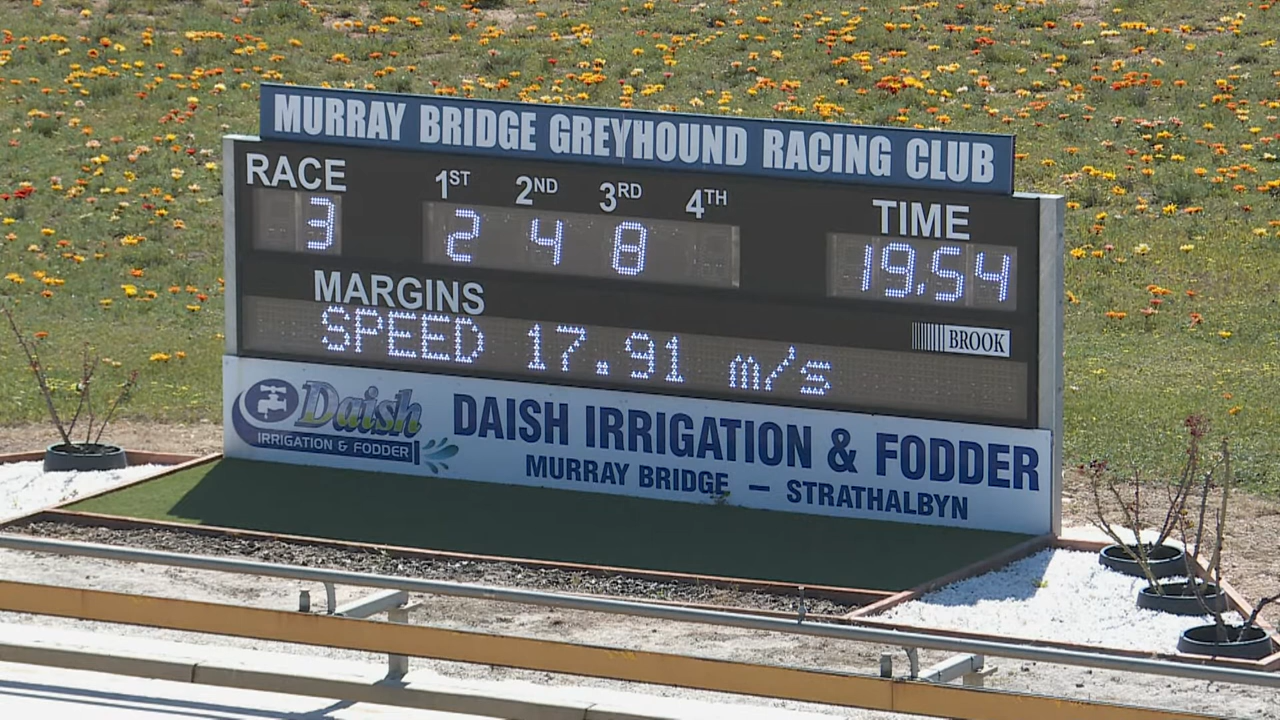 MURRAY BRIDGE GREYHOUND RACING CLUB
RACE 1ST 2ND 3RD 4TH TIME
3 2 4 8 19.54
MARGINS
SPEED 17.91 m/s
BROOK
Daish
IRRIGATION & FODDER
DAISH IRRIGATION & FODDER
MURRAY BRIDGE – STRATHALBYN